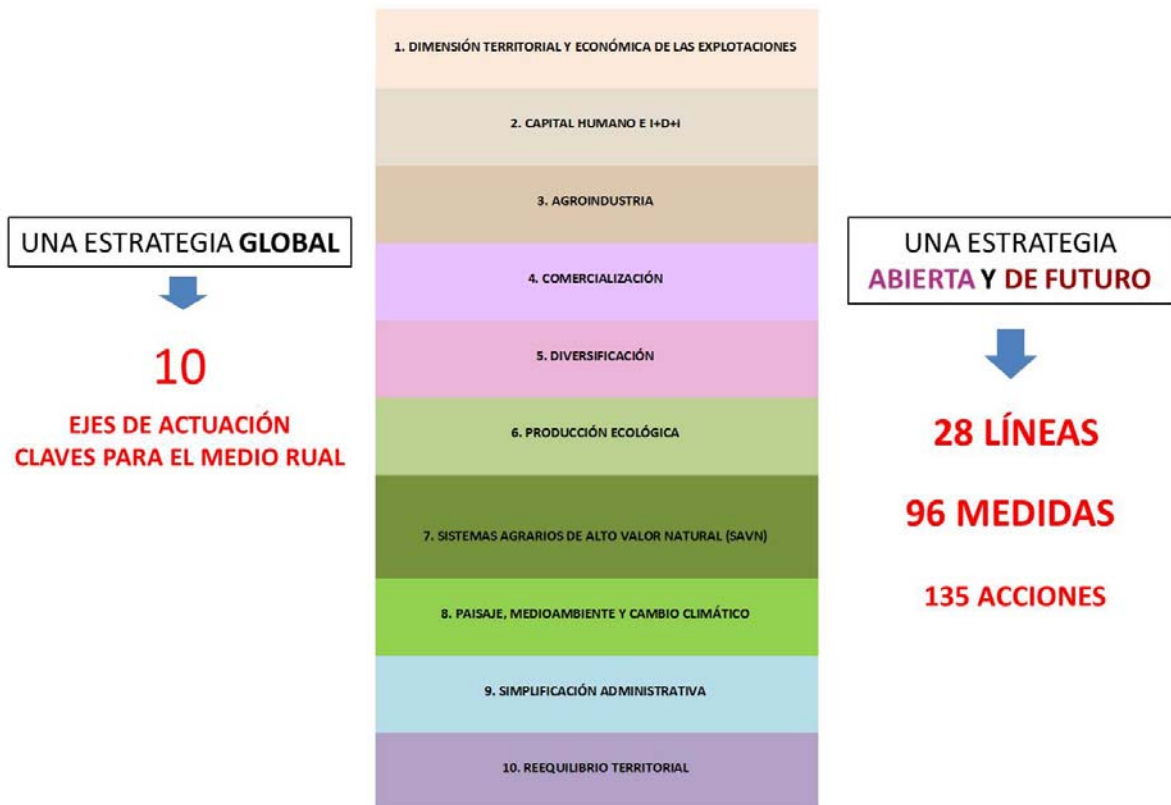 UNA ESTRATEGIA GLOBAL
10
EJES DE ACTUACIÓN
CLAVES PARA EL MEDIO RUAL
1. DIMENSIÓN TERRITORIAL Y ECONÓMICA DE LAS EXPLOTACIONES
2. CAPITAL HUMANO E I+D+I
3. AGROINDUSTRIA
4. COMERCIALIZACIÓN
5. DIVERSIFICACIÓN
6. PRODUCCIÓN ECOLÓGICA
7. SISTEMAS AGRARIOS DE ALTO VALOR NATURAL (SAVN)
8. PAISAJE, MEDIOAMBIENTE Y CAMBIO CLIMÁTICO
9. SIMPLIFICACIÓN ADMINISTRATIVA
10. REEQUILIBRIO TERRITORIAL
UNA ESTRATEGIA
ABIERTA Y DE FUTURO
28 LÍNEAS
96 MEDIDAS
135 ACCIONES